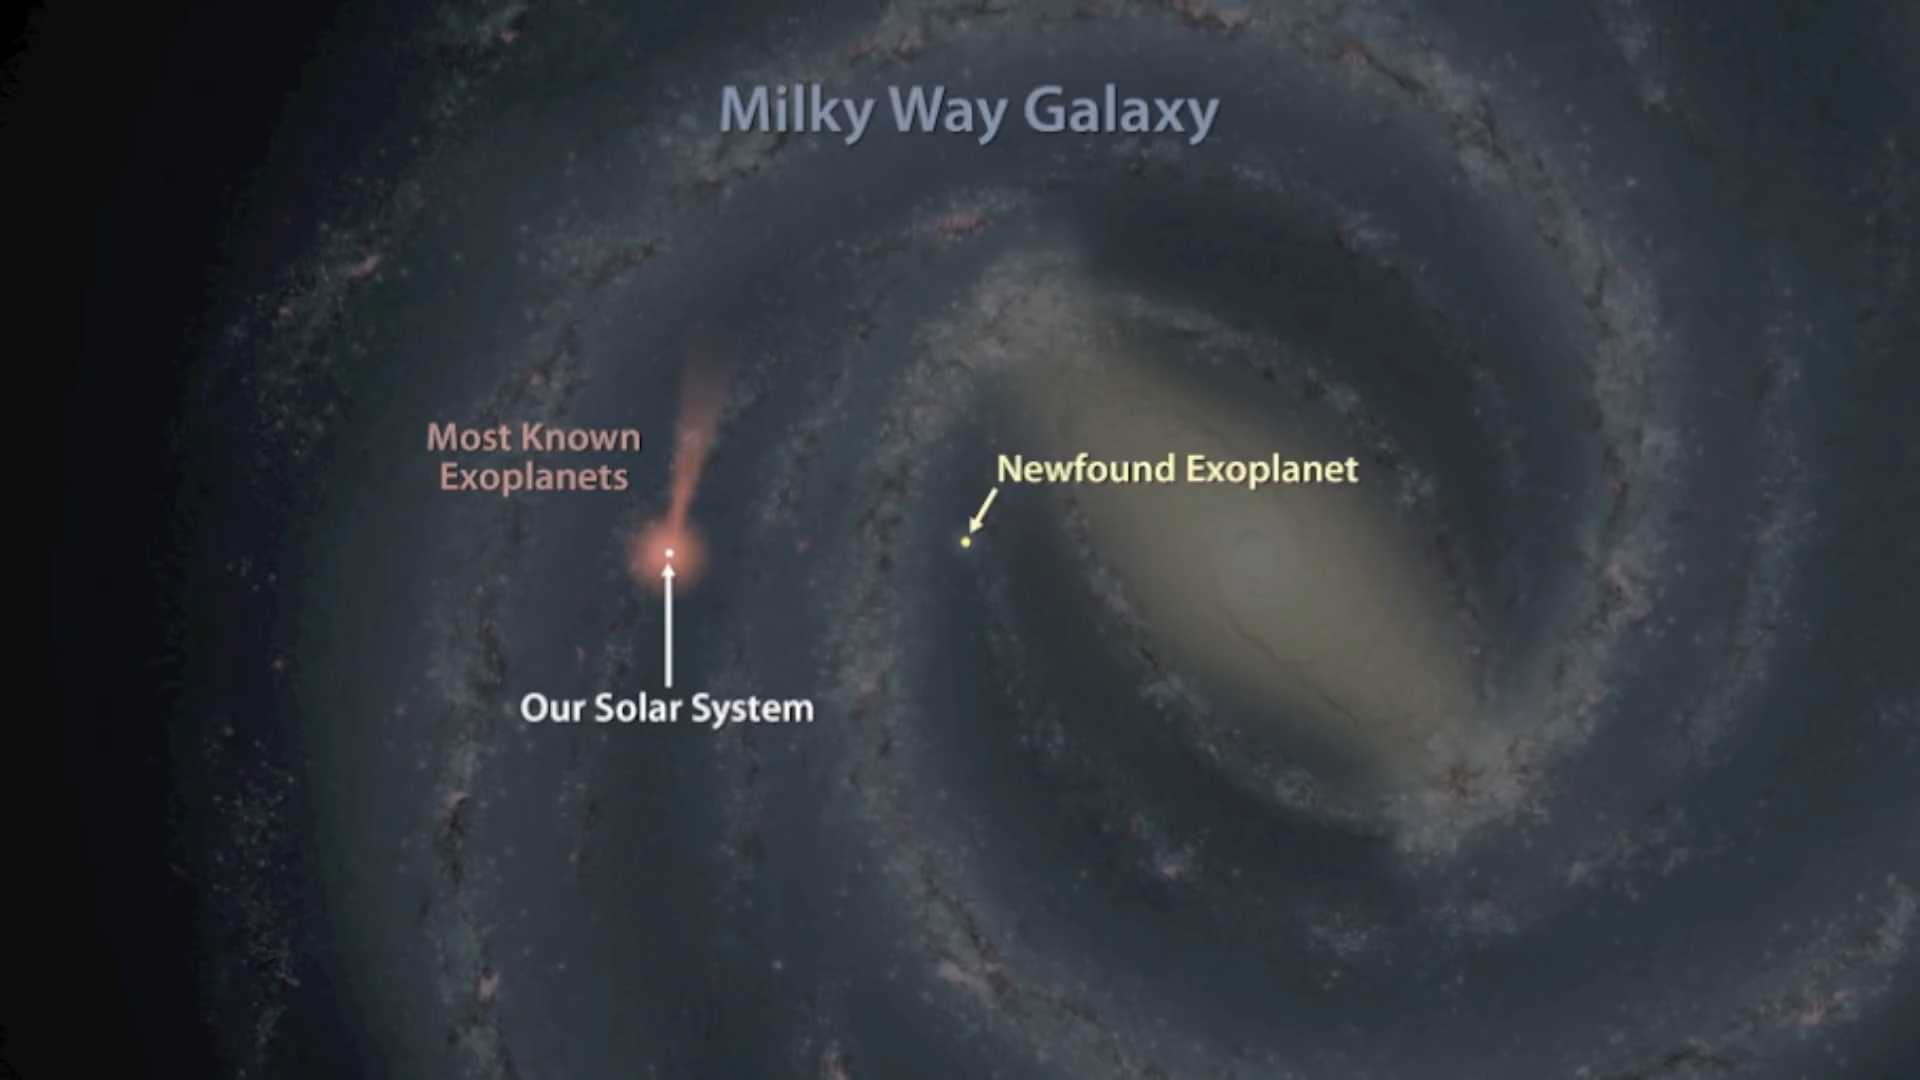 Milky Way Galaxy
Most Known
Exoplanets
Newfound Exoplanet
Our Solar System